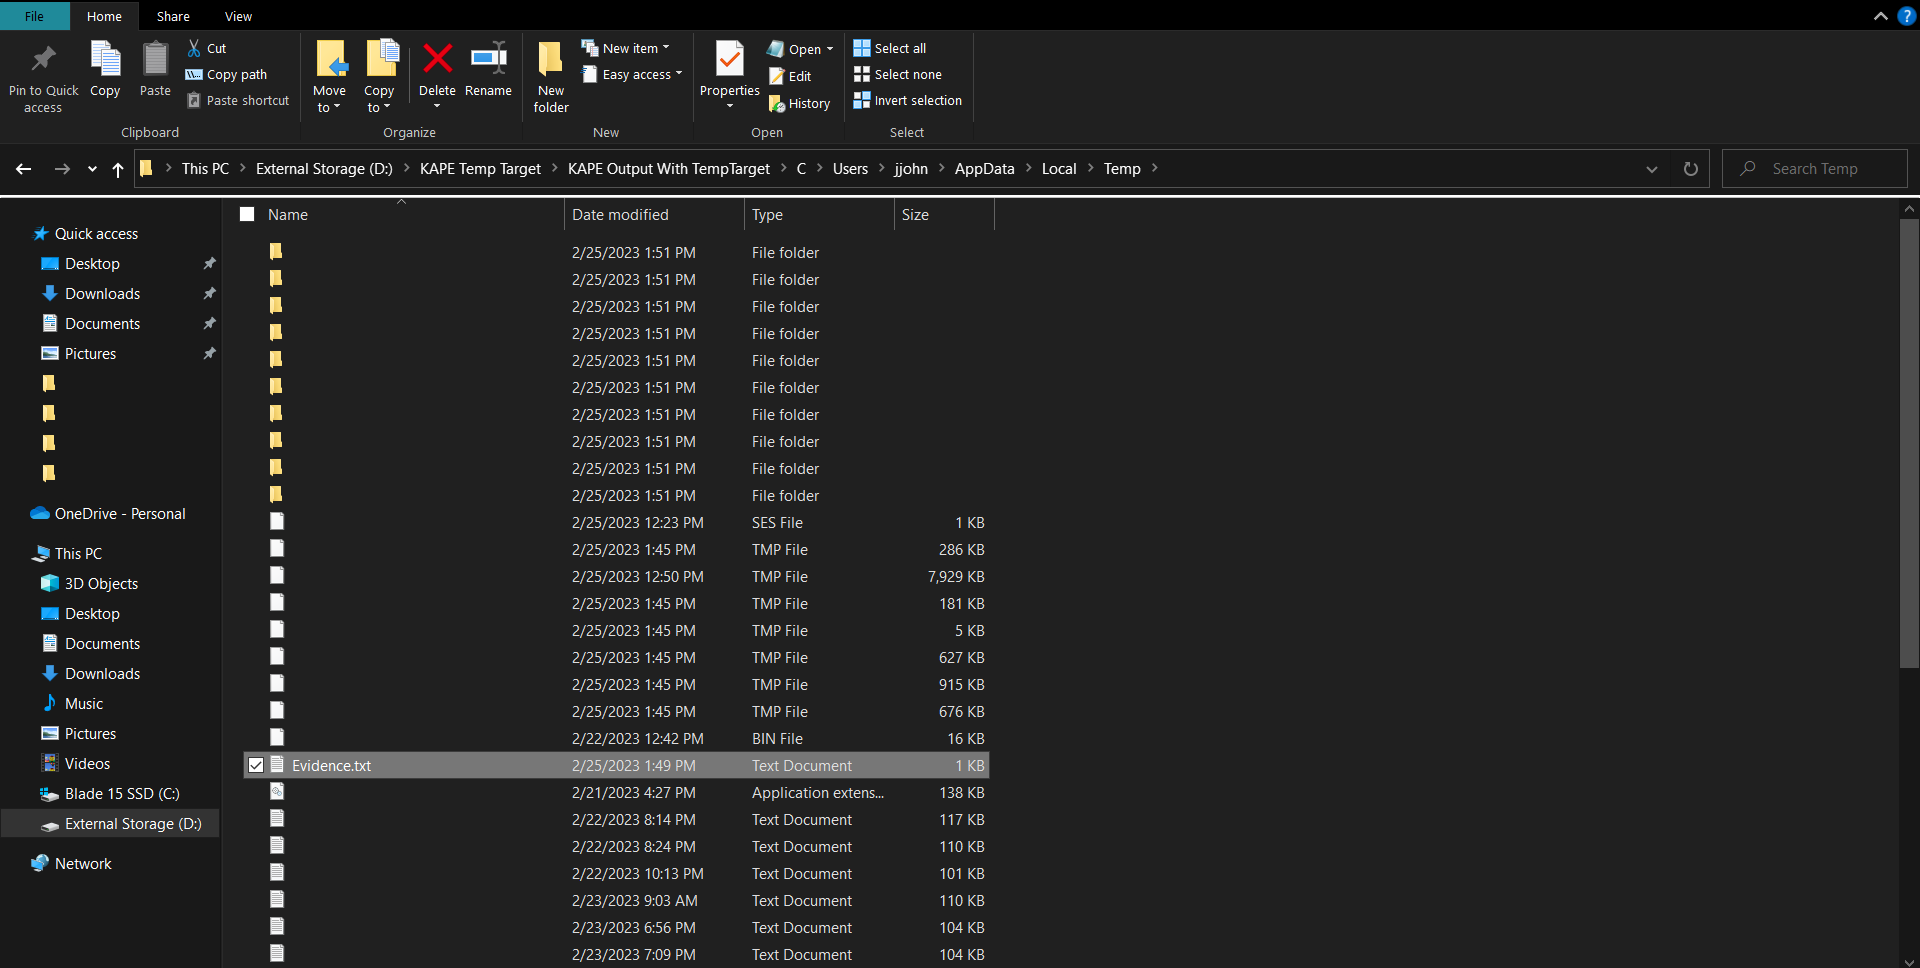 File Home Share View
Pin to Quick access
Copy
Paste
Cut
Copy path
Paste shortcut
Clipboard
Move to
Copy to
Delete
Rename
Organize
New folder
New item
Easy access
New
Properties
Open
Edit
History
Open
Select all
Select none
Invert selection
Select
This PC External Storage (D:) KAPE Temp Target KAPE Output With TempTarget C Users jjohn AppData Local Temp
Search Temp
Quick access
Desktop
Downloads
Documents
Pictures
OneDrive - Personal
This PC
3D Objects
Desktop
Documents
Downloads
Music
Pictures
Videos
Blade 15 SSD (C:)
External Storage (D:)
Network
Name Date modified Type Size
2/25/2023 1:51 PM File folder
2/25/2023 1:51 PM File folder
2/25/2023 1:51 PM File folder
2/25/2023 1:51 PM File folder
2/25/2023 1:51 PM File folder
2/25/2023 1:51 PM File folder
2/25/2023 1:51 PM File folder
2/25/2023 1:51 PM File folder
2/25/2023 1:51 PM File folder
2/25/2023 1:51 PM File folder
2/25/2023 12:23 PM SES File 1 KB
2/25/2023 1:45 PM TMP File 286 KB
2/25/2023 12:50 PM TMP File 7,929 KB
2/25/2023 1:45 PM TMP File 181 KB
2/25/2023 1:45 PM TMP File 5 KB
2/25/2023 1:45 PM TMP File 627 KB
2/25/2023 1:45 PM TMP File 915 KB
2/25/2023 1:45 PM TMP File 676 KB
2/22/2023 12:42 PM BIN File 16 KB
Evidence.txt 2/25/2023 1:49 PM Text Document 1 KB
2/21/2023 4:27 PM Application extens... 138 KB
2/22/2023 8:14 PM Text Document 117 KB
2/22/2023 8:24 PM Text Document 110 KB
2/22/2023 10:13 PM Text Document 101 KB
2/23/2023 9:03 AM Text Document 110 KB
2/23/2023 6:56 PM Text Document 104 KB
2/23/2023 7:09 PM Text Document 104 KB